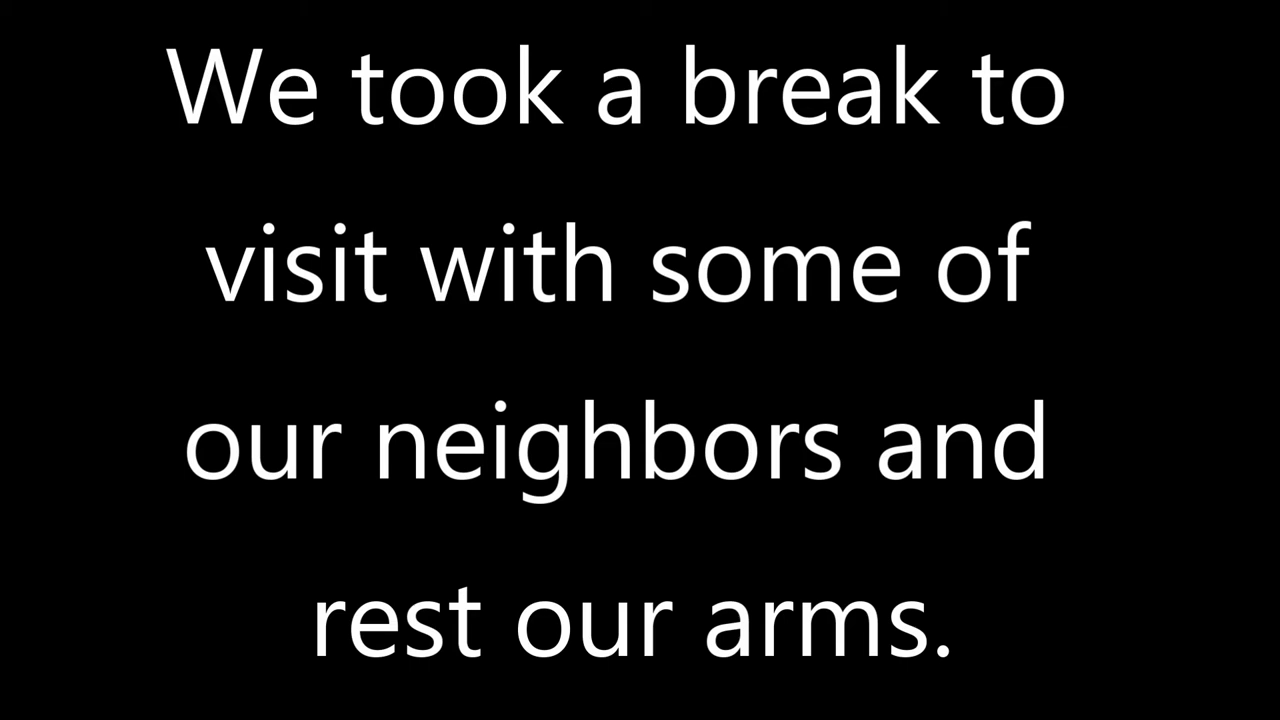 We took a break to
visit with some of
our neighbors and
rest our arms.